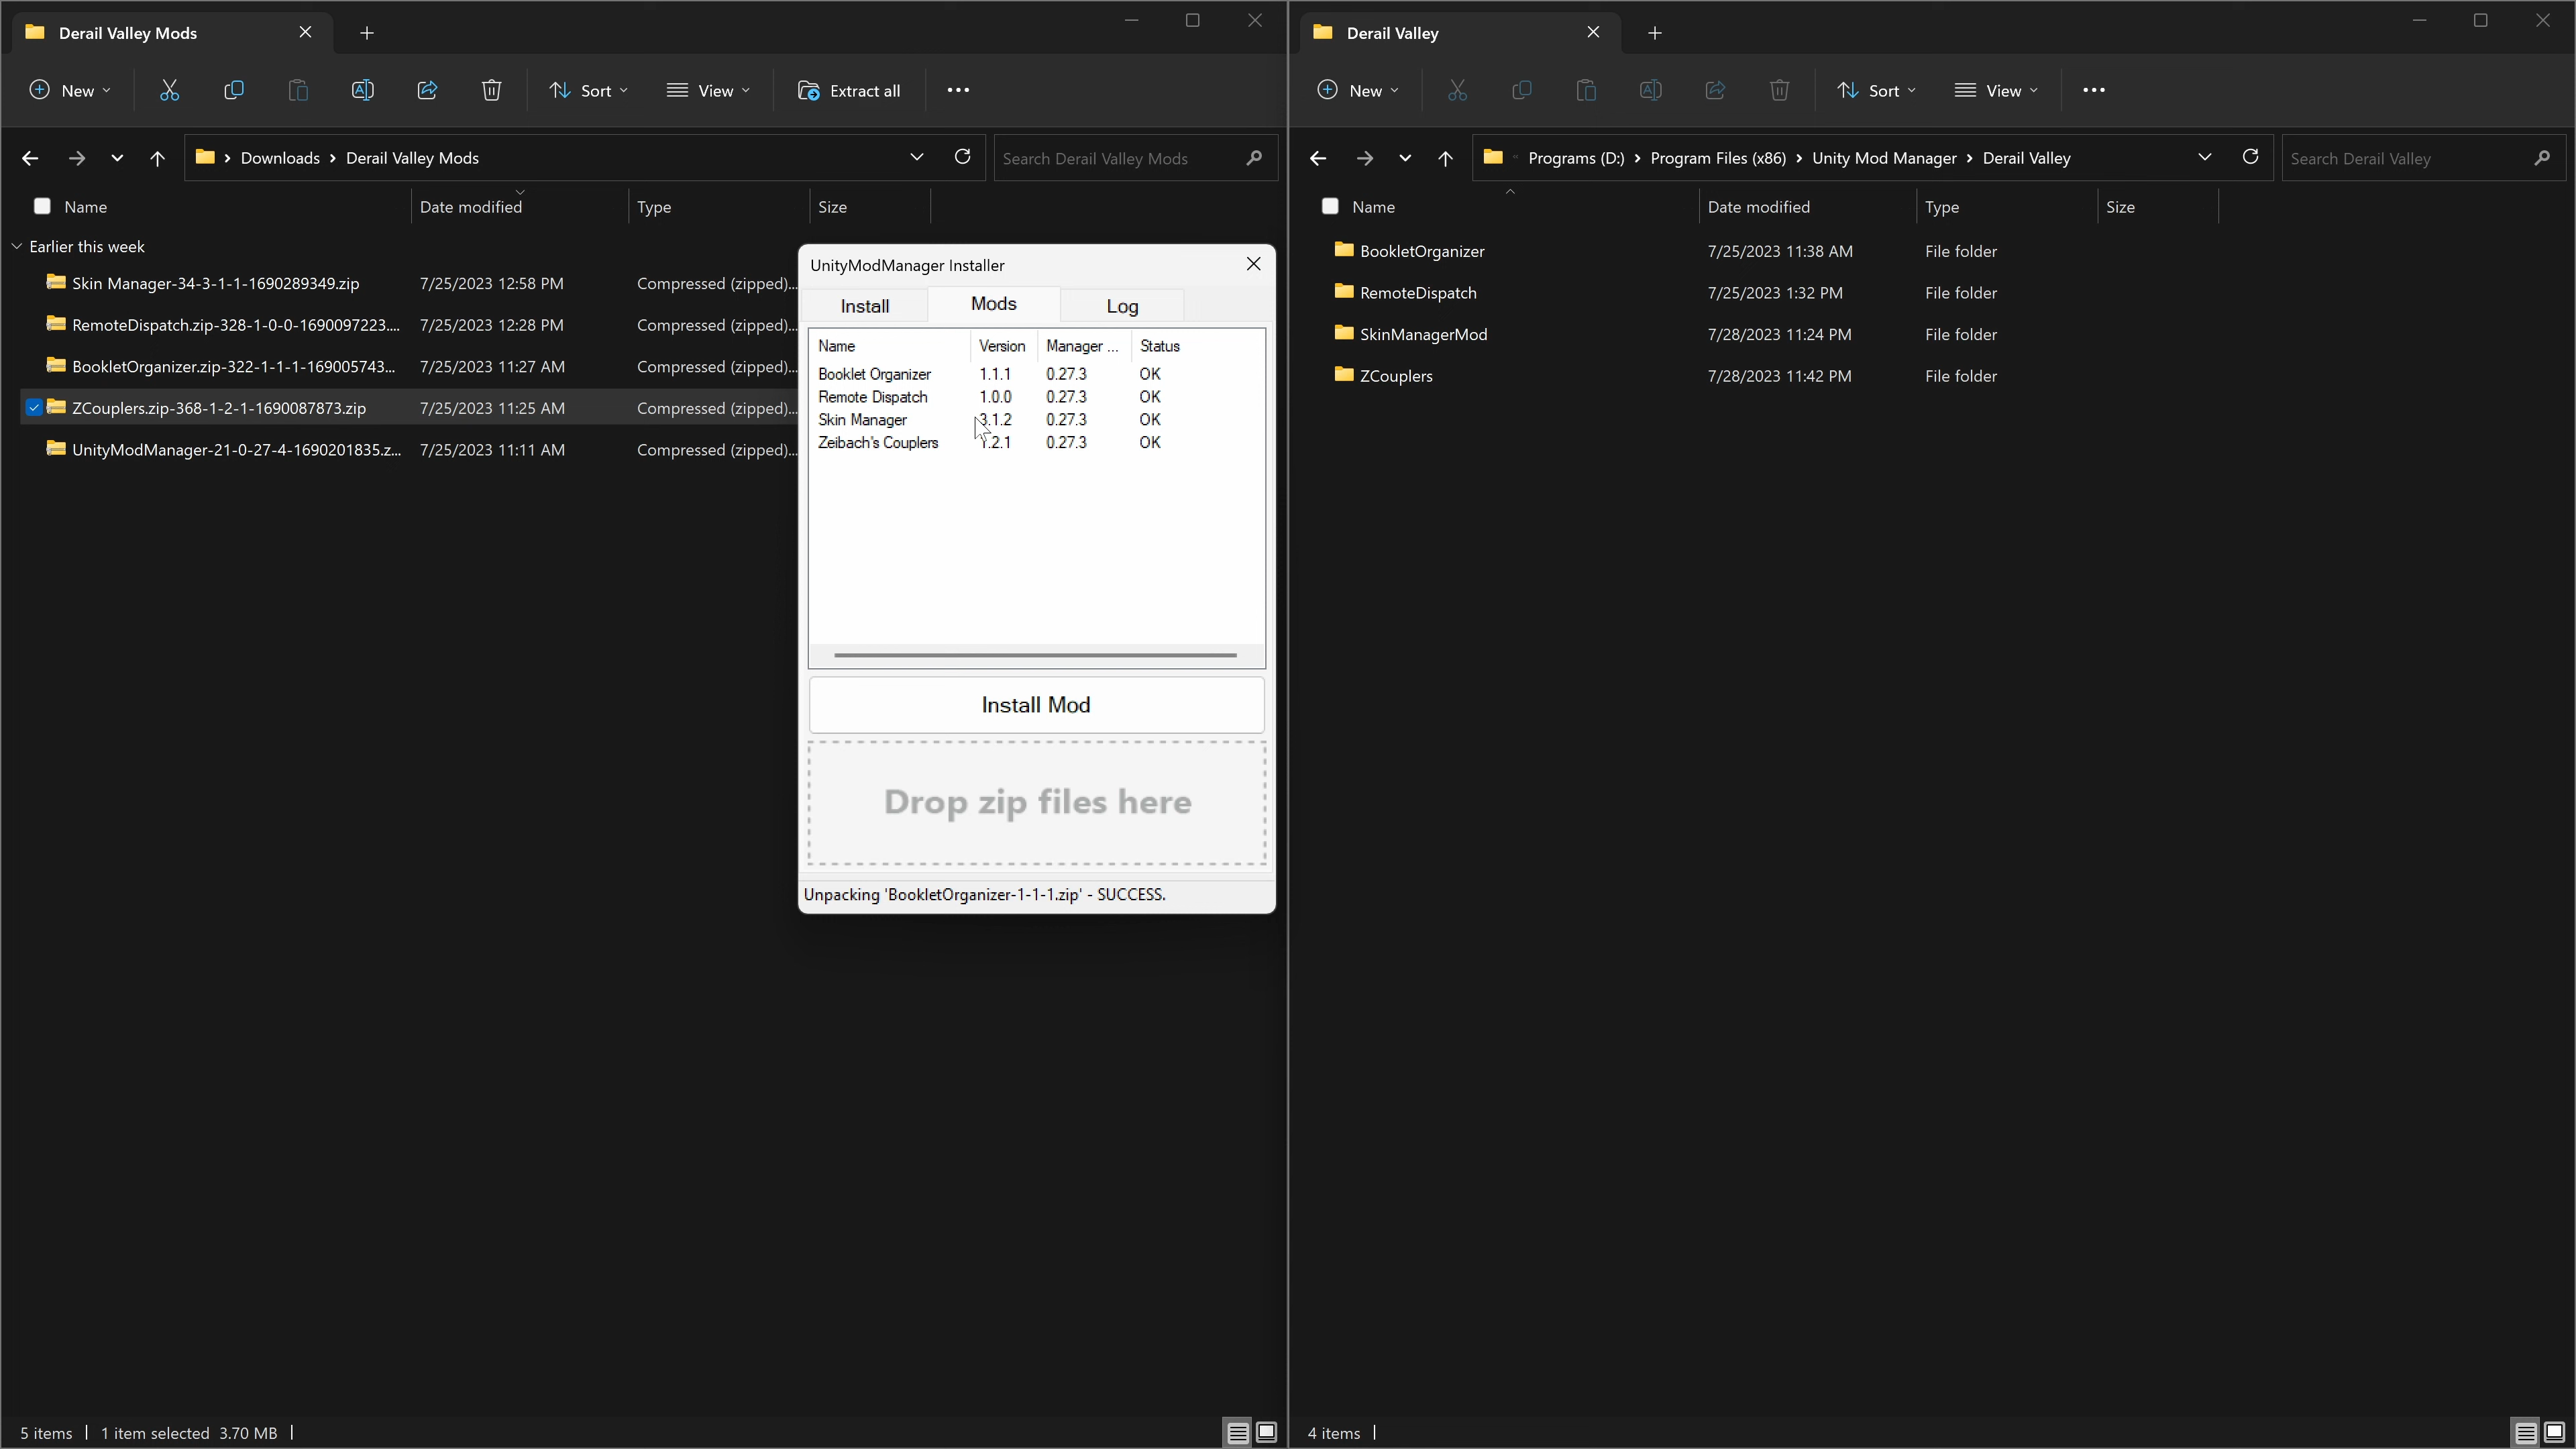 Derail Valley Mods
New
Sort
View
Extract all
Downloads
Derail Valley Mods
Search Derail Valley Mods
Name
Date modified
Type
Size
Earlier this week
Skin Manager-34-3-1-1-1690289349.zip 7/25/2023 12:58 PM Compressed (zipped)...
RemoteDispatch.zip-328-1-0-0-1690097223.... 7/25/2023 12:28 PM Compressed (zipped)...
BookletOrganizer.zip-322-1-1-1-169005743... 7/25/2023 11:27 AM Compressed (zipped)...
ZCouplers.zip-368-1-2-1-1690087873.zip 7/25/2023 11:25 AM Compressed (zipped)...
UnityModManager-21-0-27-4-1690201835.z... 7/25/2023 11:11 AM Compressed (zipped)...
5 items
1 item selected 3.70 MB
UnityModManager Installer
Install
Mods
Log
Name Version Manager ... Status
Booklet Organizer 1.1.1 0.27.3 OK
Remote Dispatch 1.0.0 0.27.3 OK
Skin Manager 3.1.2 0.27.3 OK
Zeibach's Couplers 1.2.1 0.27.3 OK
Install Mod
Drop zip files here
Unpacking 'BookletOrganizer-1-1-1.zip' - SUCCESS.
Derail Valley
New
Sort
View
Programs (D:)
Program Files (x86)
Unity Mod Manager
Derail Valley
Search Derail Valley
Name
Date modified
Type
Size
BookletOrganizer 7/25/2023 11:38 AM File folder
RemoteDispatch 7/25/2023 1:32 PM File folder
SkinManagerMod 7/28/2023 11:24 PM File folder
ZCouplers 7/28/2023 11:42 PM File folder
4 items